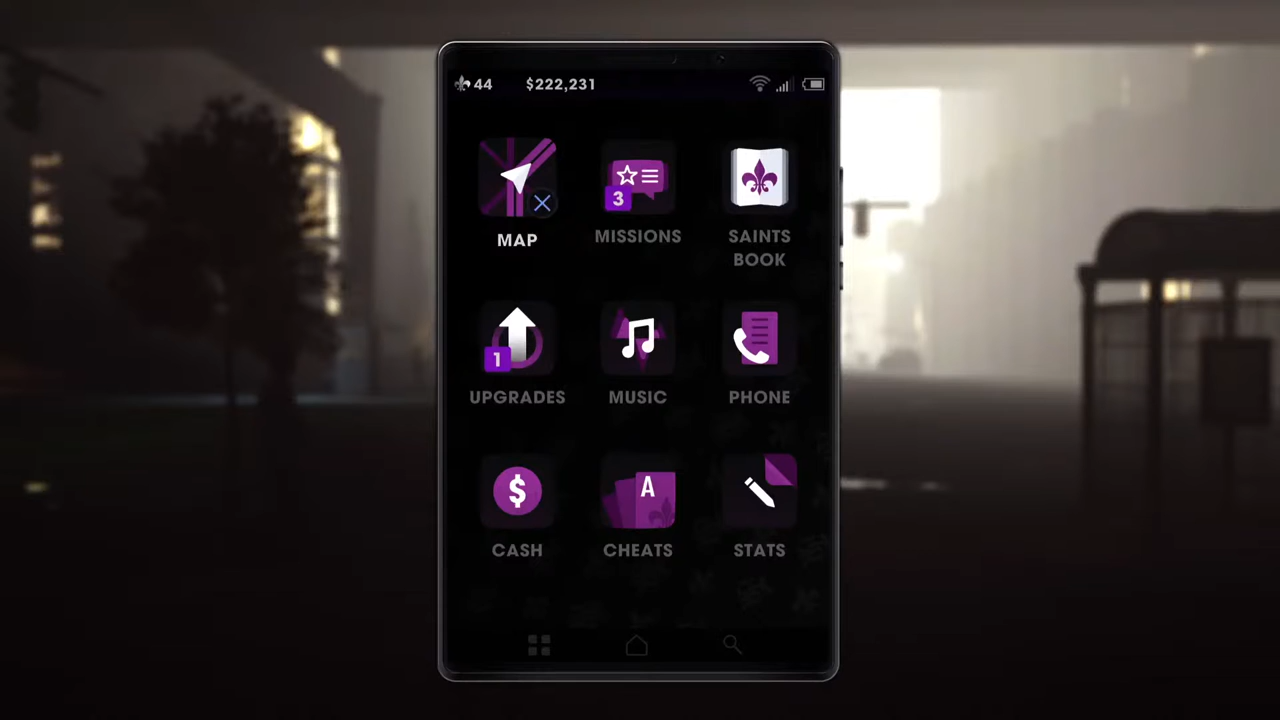 44 $222,231
MAP
3
MISSIONS
SAINTS
BOOK
1
UPGRADES
MUSIC
PHONE
$
CASH
A
CHEATS
STATS